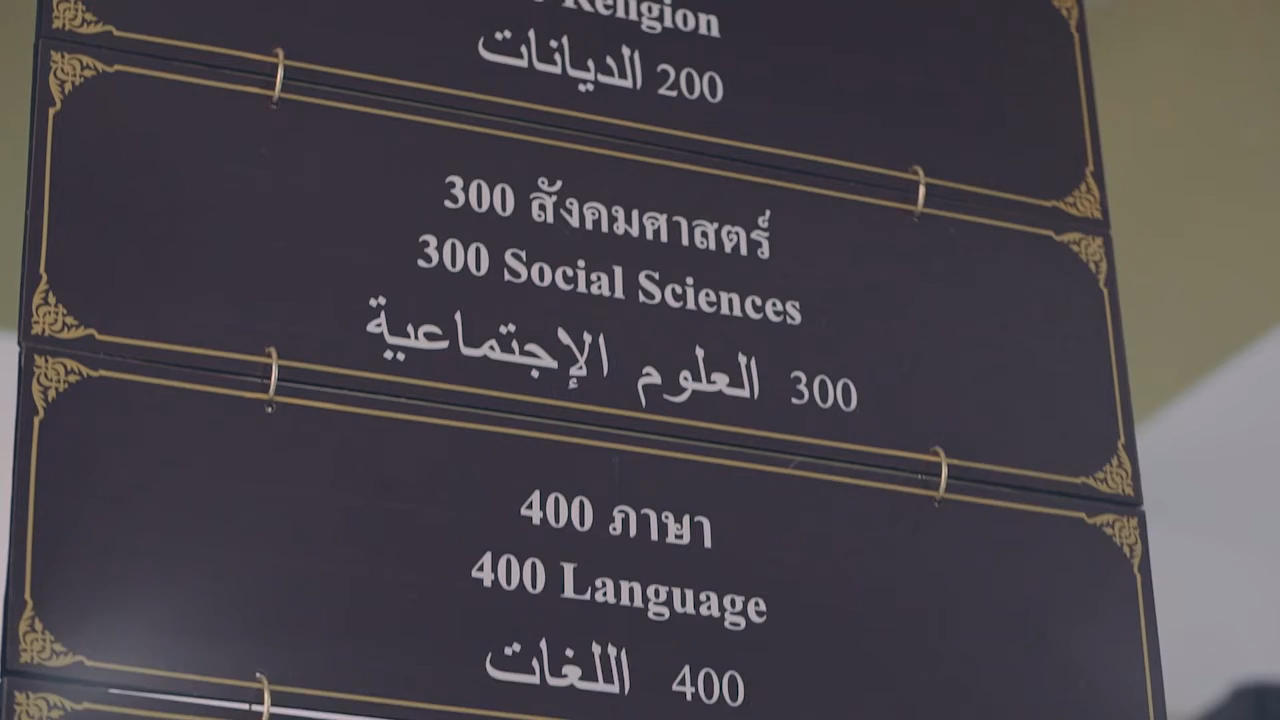 Religion
200 الديانات
300 สังคมศาสตร์
300 Social Sciences
300 العلوم الإجتماعية
400 ภาษา
400 Language
400 اللغات